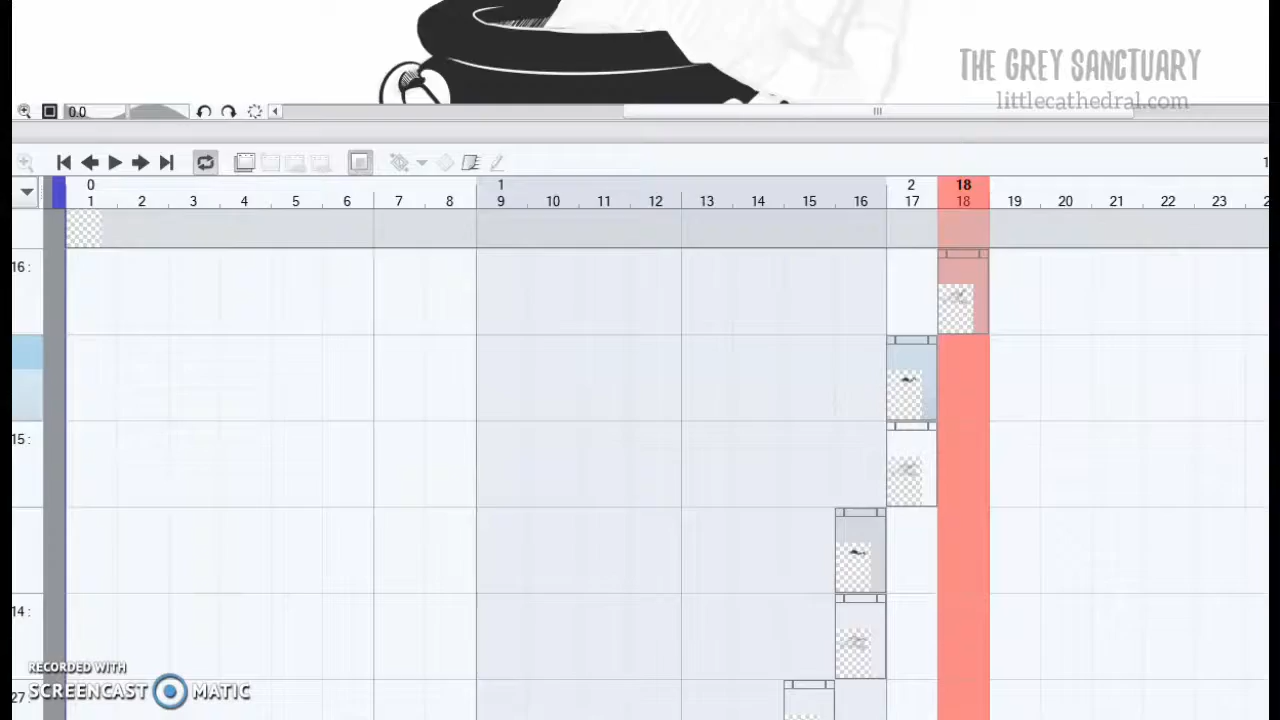 THE GREY SANCTUARY
littlecathedral.com
0.0
0 1 2 18
1 2 3 4 5 6 7 8 9 10 11 12 13 14 15 16 17 18 19 20 21 22 23
16 :
15 :
14 :
27 :
RECORDED WITH
SCREENCAST MATIC